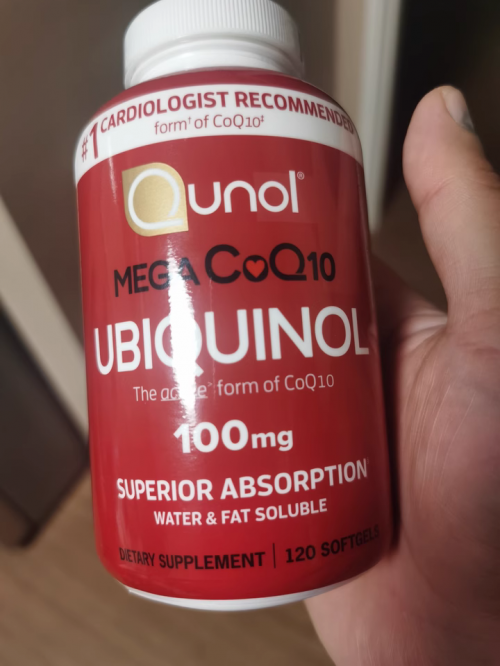 #1 CARDIOLOGIST RECOMMENDED
form† of CoQ10‡
Qunol®
MEGA CoQ10
UBIQUINOL
The active form of CoQ10
100mg
SUPERIOR ABSORPTION
WATER & FAT SOLUBLE
DIETARY SUPPLEMENT | 120 SOFTGELS